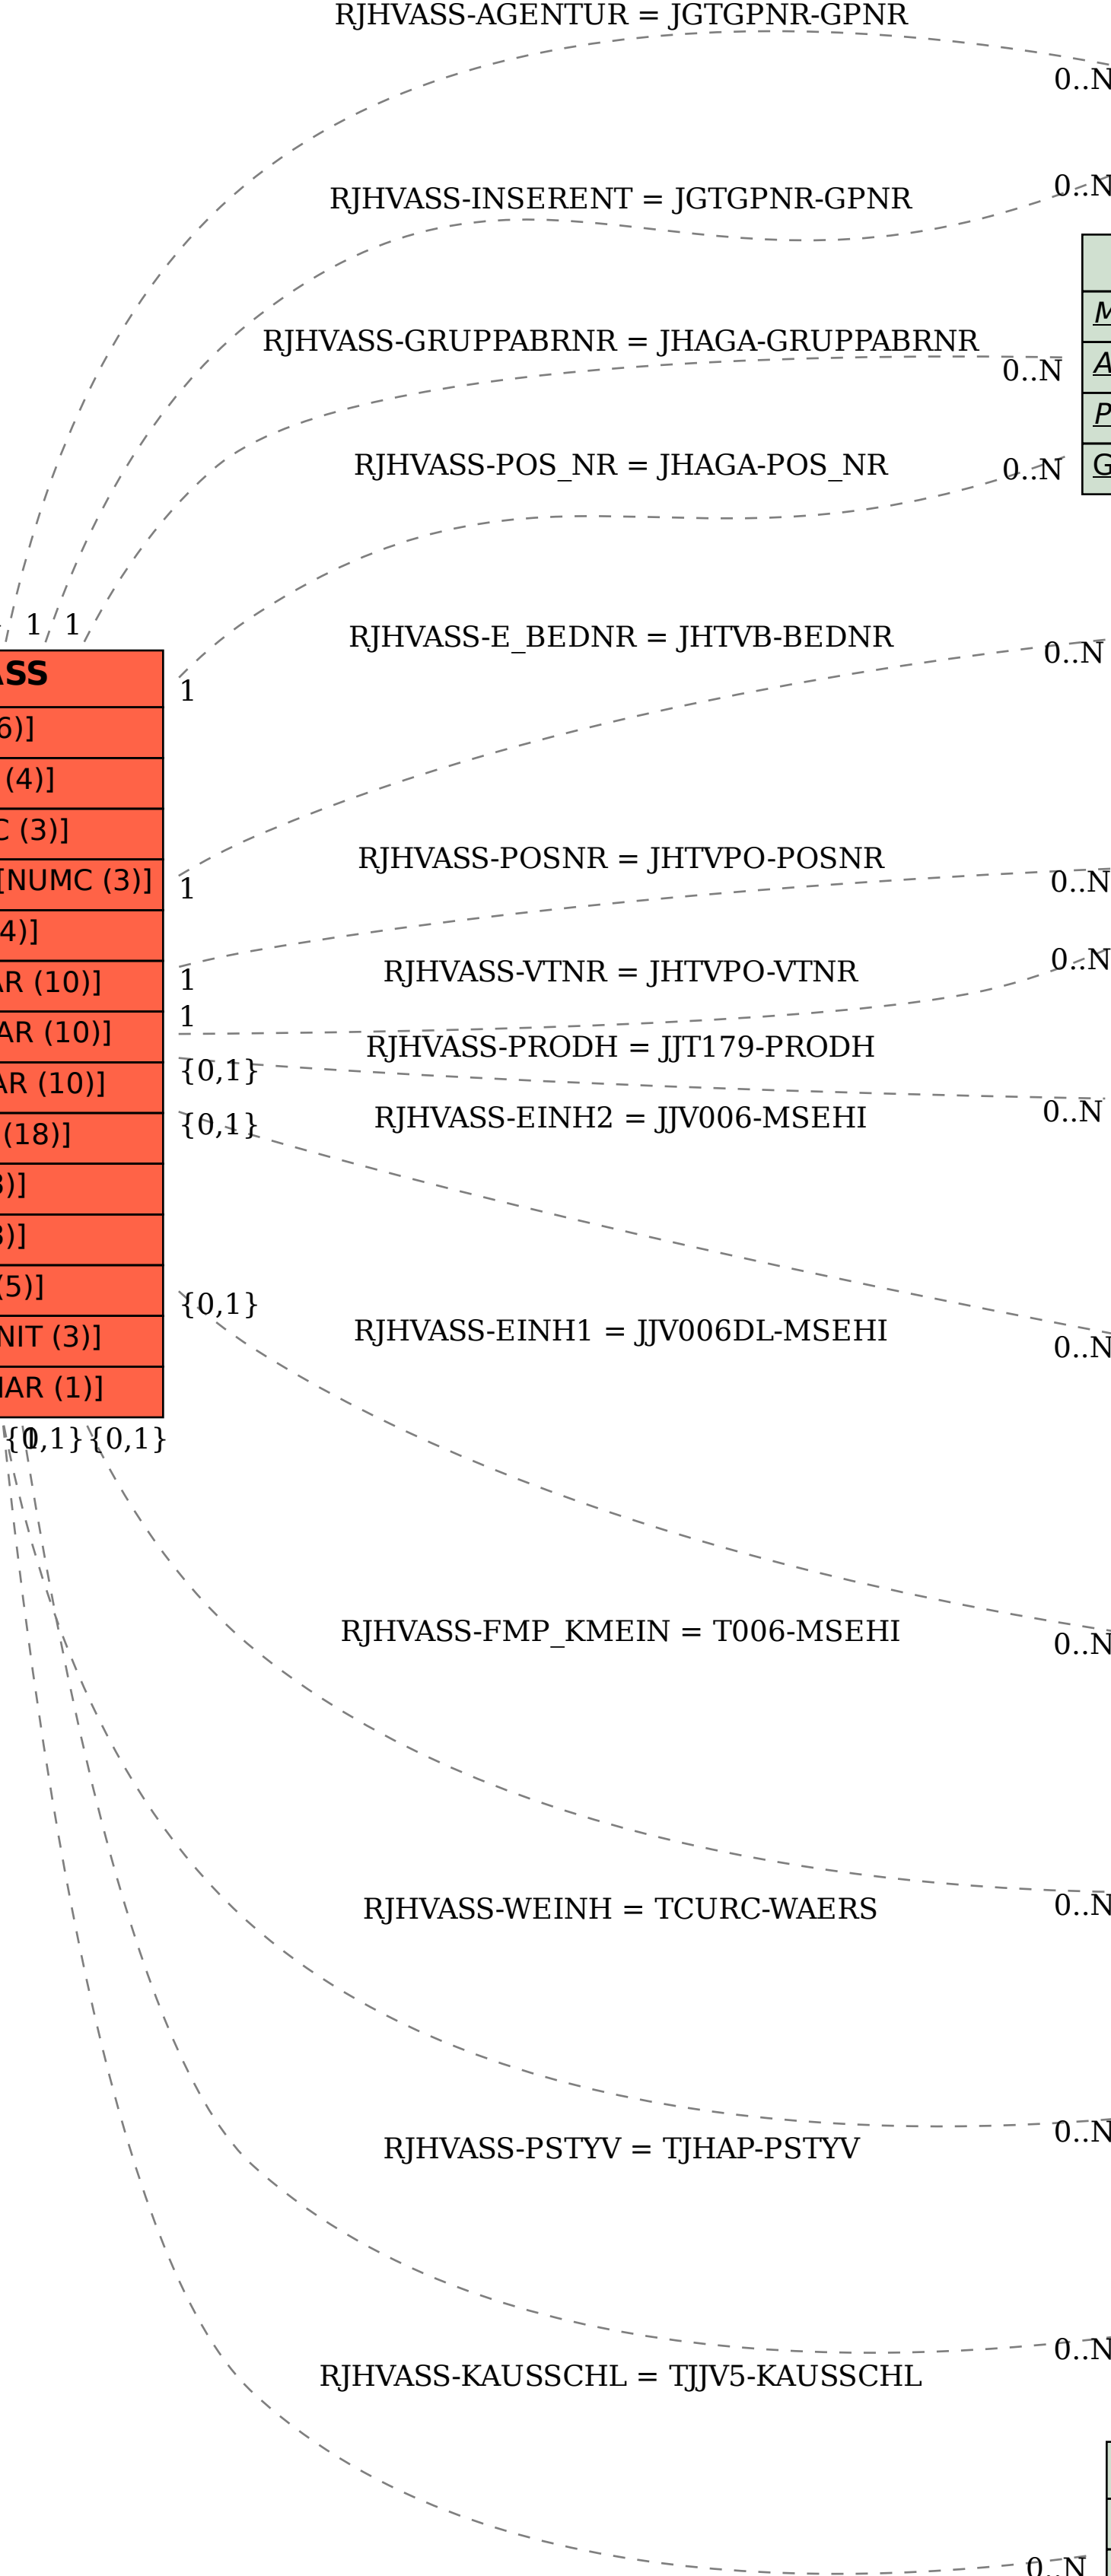 RJHVASS-AGENTUR = JGTGPNR-GPNR
0..N
RJHVASS-INSERENT = JGTGPNR-GPNR
0..N
RJHVASS-GRUPPABRNR = JHAGA-GRUPPABRNR
0..N
M
A
P
G
RJHVASS-POS_NR = JHAGA-POS_NR
0..N
1 1
RJHVASS-E_BEDNR = JHTVB-BEDNR
0..N
ASS
1
6)]
(4)]
C (3)]
[NUMC (3)]
1
4)]
AR (10)]
AR (10)]
AR (10)]
(18)]
3)]
3)]
(5)]
NIT (3)]
HAR (1)]
RJHVASS-POSNR = JHTVPO-POSNR
0..N
1
RJHVASS-VTNR = JHTVPO-VTNR
0..N
1
RJHVASS-PRODH = JJT179-PRODH
{0,1}
0..N
RJHVASS-EINH2 = JJV006-MSEHI
{0,1}
0..N
{0,1}
RJHVASS-EINH1 = JJV006DL-MSEHI
{0,1} {0,1}
1
0..N
RJHVASS-FMP_KMEIN = T006-MSEHI
0..N
RJHVASS-WEINH = TCURC-WAERS
0..N
RJHVASS-PSTYV = TJHAP-PSTYV
0..N
RJHVASS-KAUSSCHL = TJJV5-KAUSSCHL
0..N